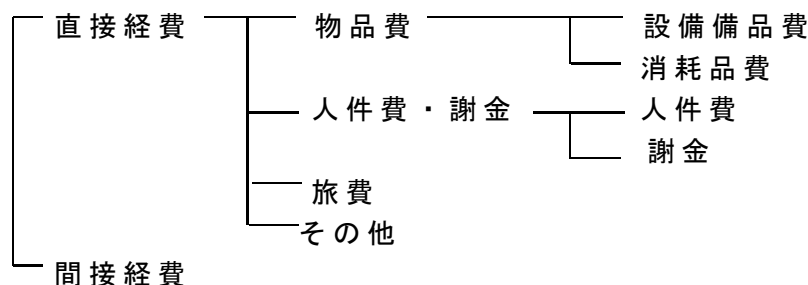 直接経費 物品費 設備備品費
消耗品費
人件費・謝金 人件費
謝金
旅費
その他
間接経費